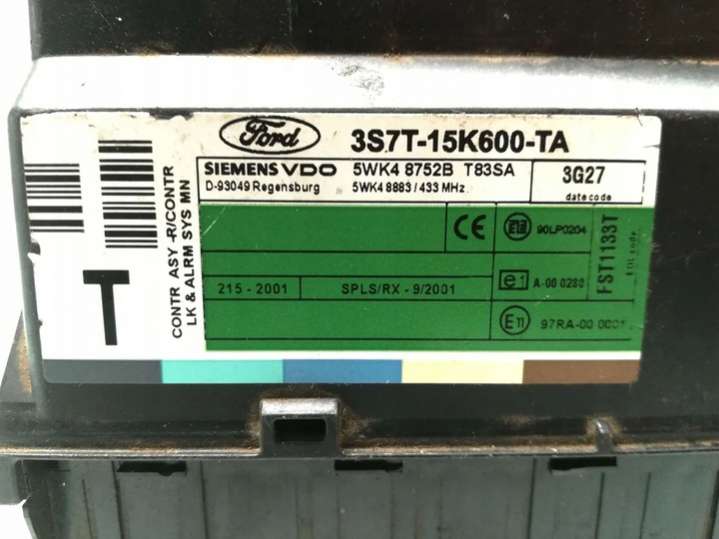 Ford
3S7T-15K600-TA
SIEMENS VDO
D-93049 Regensburg
5WK4 8752B T83SA
5WK4 8883 / 433 MHz
3G27
date code
CONTR ASY -R/CONTR
LK & ALRM SYS MN
T
CE
90LP0204
215 - 2001
SPLS/RX - 9/2001
e1
A-00 0280
E11
97RA-00 0001
FST1133T